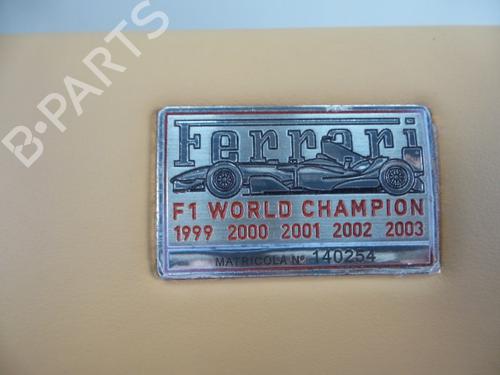 B-PARTS
Ferrari
F1 WORLD CHAMPION
1999 2000 2001 2002 2003
MATRICOLA Nº 140254